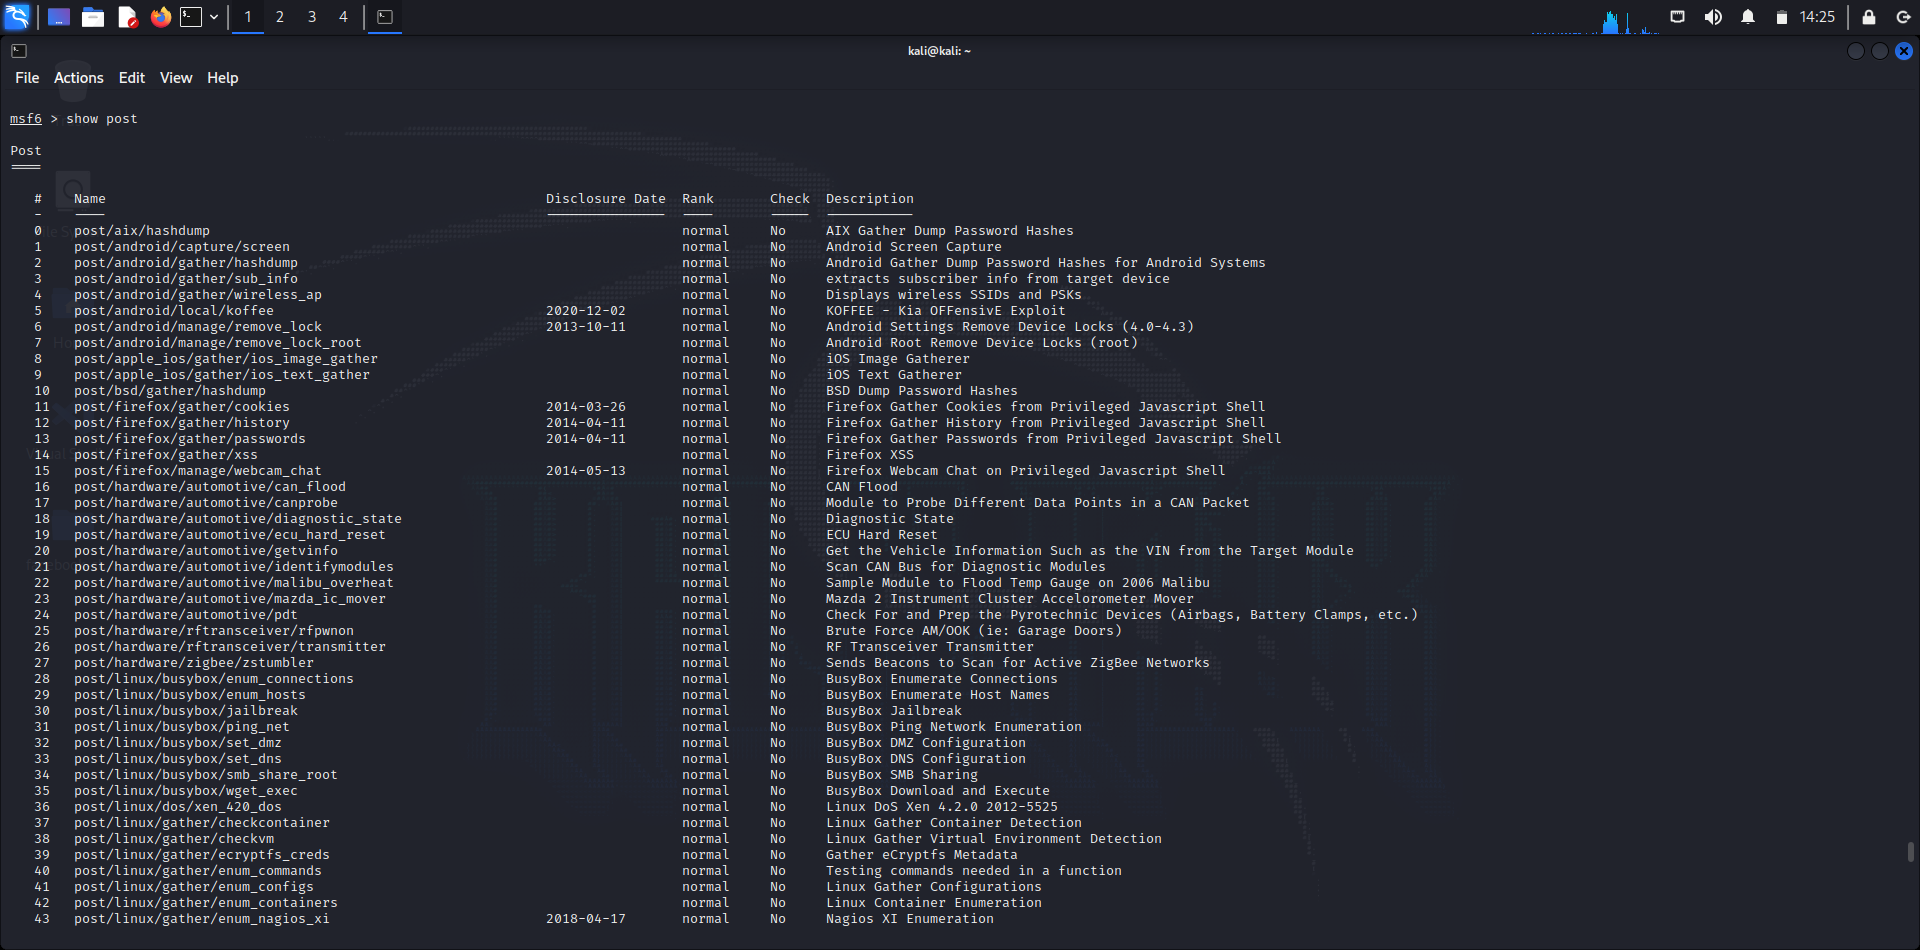 1 2 3 4 14:25
kali@kali: ~
File Actions Edit View Help
msf6 > show post
Post
# Name Disclosure Date Rank Check Description
0 post/aix/hashdump normal No AIX Gather Dump Password Hashes
1 post/android/capture/screen normal No Android Screen Capture
2 post/android/gather/hashdump normal No Android Gather Dump Password Hashes for Android Systems
3 post/android/gather/sub_info normal No extracts subscriber info from target device
4 post/android/gather/wireless_ap normal No Displays wireless SSIDs and PSKs
5 post/android/local/koffee 2020-12-02 normal No KOFFEE - Kia OFFensivE Exploit
6 post/android/manage/remove_lock 2013-10-11 normal No Android Settings Remove Device Locks (4.0-4.3)
7 post/android/manage/remove_lock_root normal No Android Root Remove Device Locks (root)
8 post/apple_ios/gather/ios_image_gather normal No iOS Image Gatherer
9 post/apple_ios/gather/ios_text_gather normal No iOS Text Gatherer
10 post/bsd/gather/hashdump normal No BSD Dump Password Hashes
11 post/firefox/gather/cookies 2014-03-26 normal No Firefox Gather Cookies from Privileged Javascript Shell
12 post/firefox/gather/history 2014-04-11 normal No Firefox Gather History from Privileged Javascript Shell
13 post/firefox/gather/passwords 2014-04-11 normal No Firefox Gather Passwords from Privileged Javascript Shell
14 post/firefox/gather/xss normal No Firefox XSS
15 post/firefox/manage/webcam_chat 2014-05-13 normal No Firefox Webcam Chat on Privileged Javascript Shell
16 post/hardware/automotive/can_flood normal No CAN Flood
17 post/hardware/automotive/canprobe normal No Module to Probe Different Data Points in a CAN Packet
18 post/hardware/automotive/diagnostic_state normal No Diagnostic State
19 post/hardware/automotive/ecu_hard_reset normal No ECU Hard Reset
20 post/hardware/automotive/getvinfo normal No Get the Vehicle Information Such as the VIN from the Target Module
21 post/hardware/automotive/identifymodules normal No Scan CAN Bus for Diagnostic Modules
22 post/hardware/automotive/malibu_overheat normal No Sample Module to Flood Temp Gauge on 2006 Malibu
23 post/hardware/automotive/mazda_ic_mover normal No Mazda 2 Instrument Cluster Accelorometer Mover
24 post/hardware/automotive/pdt normal No Check For and Prep the Pyrotechnic Devices (Airbags, Battery Clamps, etc.)
25 post/hardware/rftransceiver/rfpwnon normal No Brute Force AM/OOK (ie: Garage Doors)
26 post/hardware/rftransceiver/transmitter normal No RF Transceiver Transmitter
27 post/hardware/zigbee/zstumbler normal No Sends Beacons to Scan for Active ZigBee Networks
28 post/linux/busybox/enum_connections normal No BusyBox Enumerate Connections
29 post/linux/busybox/enum_hosts normal No BusyBox Enumerate Host Names
30 post/linux/busybox/jailbreak normal No BusyBox Jailbreak
31 post/linux/busybox/ping_net normal No BusyBox Ping Network Enumeration
32 post/linux/busybox/set_dmz normal No BusyBox DMZ Configuration
33 post/linux/busybox/set_dns normal No BusyBox DNS Configuration
34 post/linux/busybox/smb_share_root normal No BusyBox SMB Sharing
35 post/linux/busybox/wget_exec normal No BusyBox Download and Execute
36 post/linux/dos/xen_420_dos normal No Linux DoS Xen 4.2.0 2012-5525
37 post/linux/gather/checkcontainer normal No Linux Gather Container Detection
38 post/linux/gather/checkvm normal No Linux Gather Virtual Environment Detection
39 post/linux/gather/ecryptfs_creds normal No Gather eCryptfs Metadata
40 post/linux/gather/enum_commands normal No Testing commands needed in a function
41 post/linux/gather/enum_configs normal No Linux Gather Configurations
42 post/linux/gather/enum_containers normal No Linux Container Enumeration
43 post/linux/gather/enum_nagios_xi 2018-04-17 normal No Nagios XI Enumeration